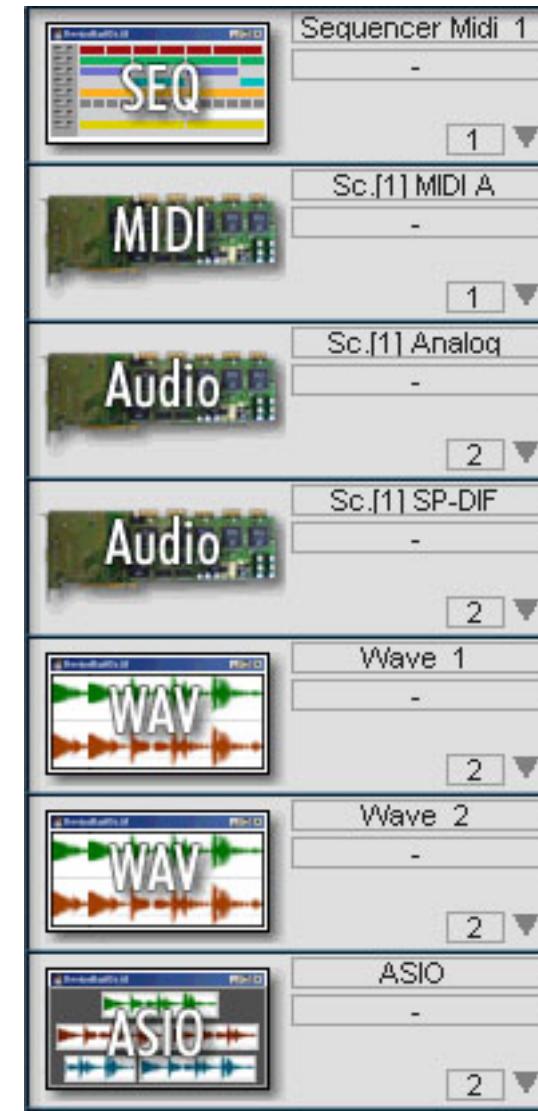 SEQ
Sequencer Midi 1
-
1
MIDI
Sc.[1] MIDI A
-
1
Audio
Sc.[1] Analog
-
2
Audio
Sc.[1] SP-DIF
-
2
WAV
Wave 1
-
2
WAV
Wave 2
-
2
ASIO
ASIO
-
2